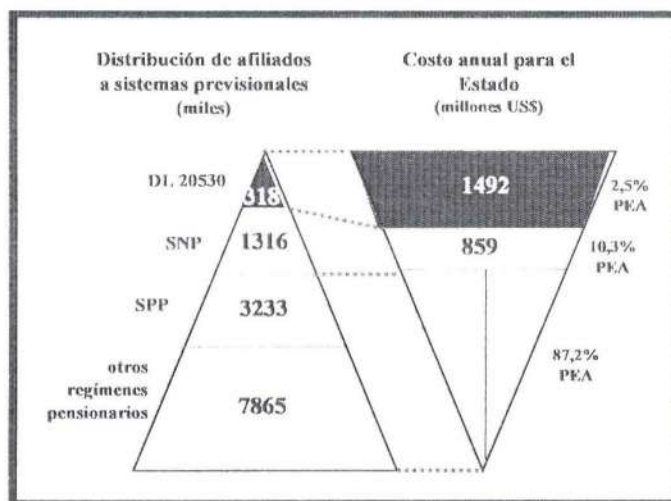 Distribución de afiliados
a sistemas previsionales
(miles)
Costo anual para el
Estado
(millones US$)
DL 20530
318
1492
2,5%
PEA
SNP
1316
859
10,3%
PEA
SPP
3233
87,2%
PEA
otros
regímenes
pensionarios
7865